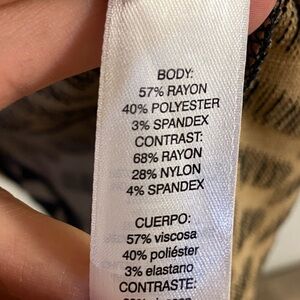 BODY:
57% RAYON
40% POLYESTER
3% SPANDEX
CONTRAST:
68% RAYON
28% NYLON
4% SPANDEX
CUERPO:
57% viscosa
40% poliéster
3% elastano
CONTRASTE: